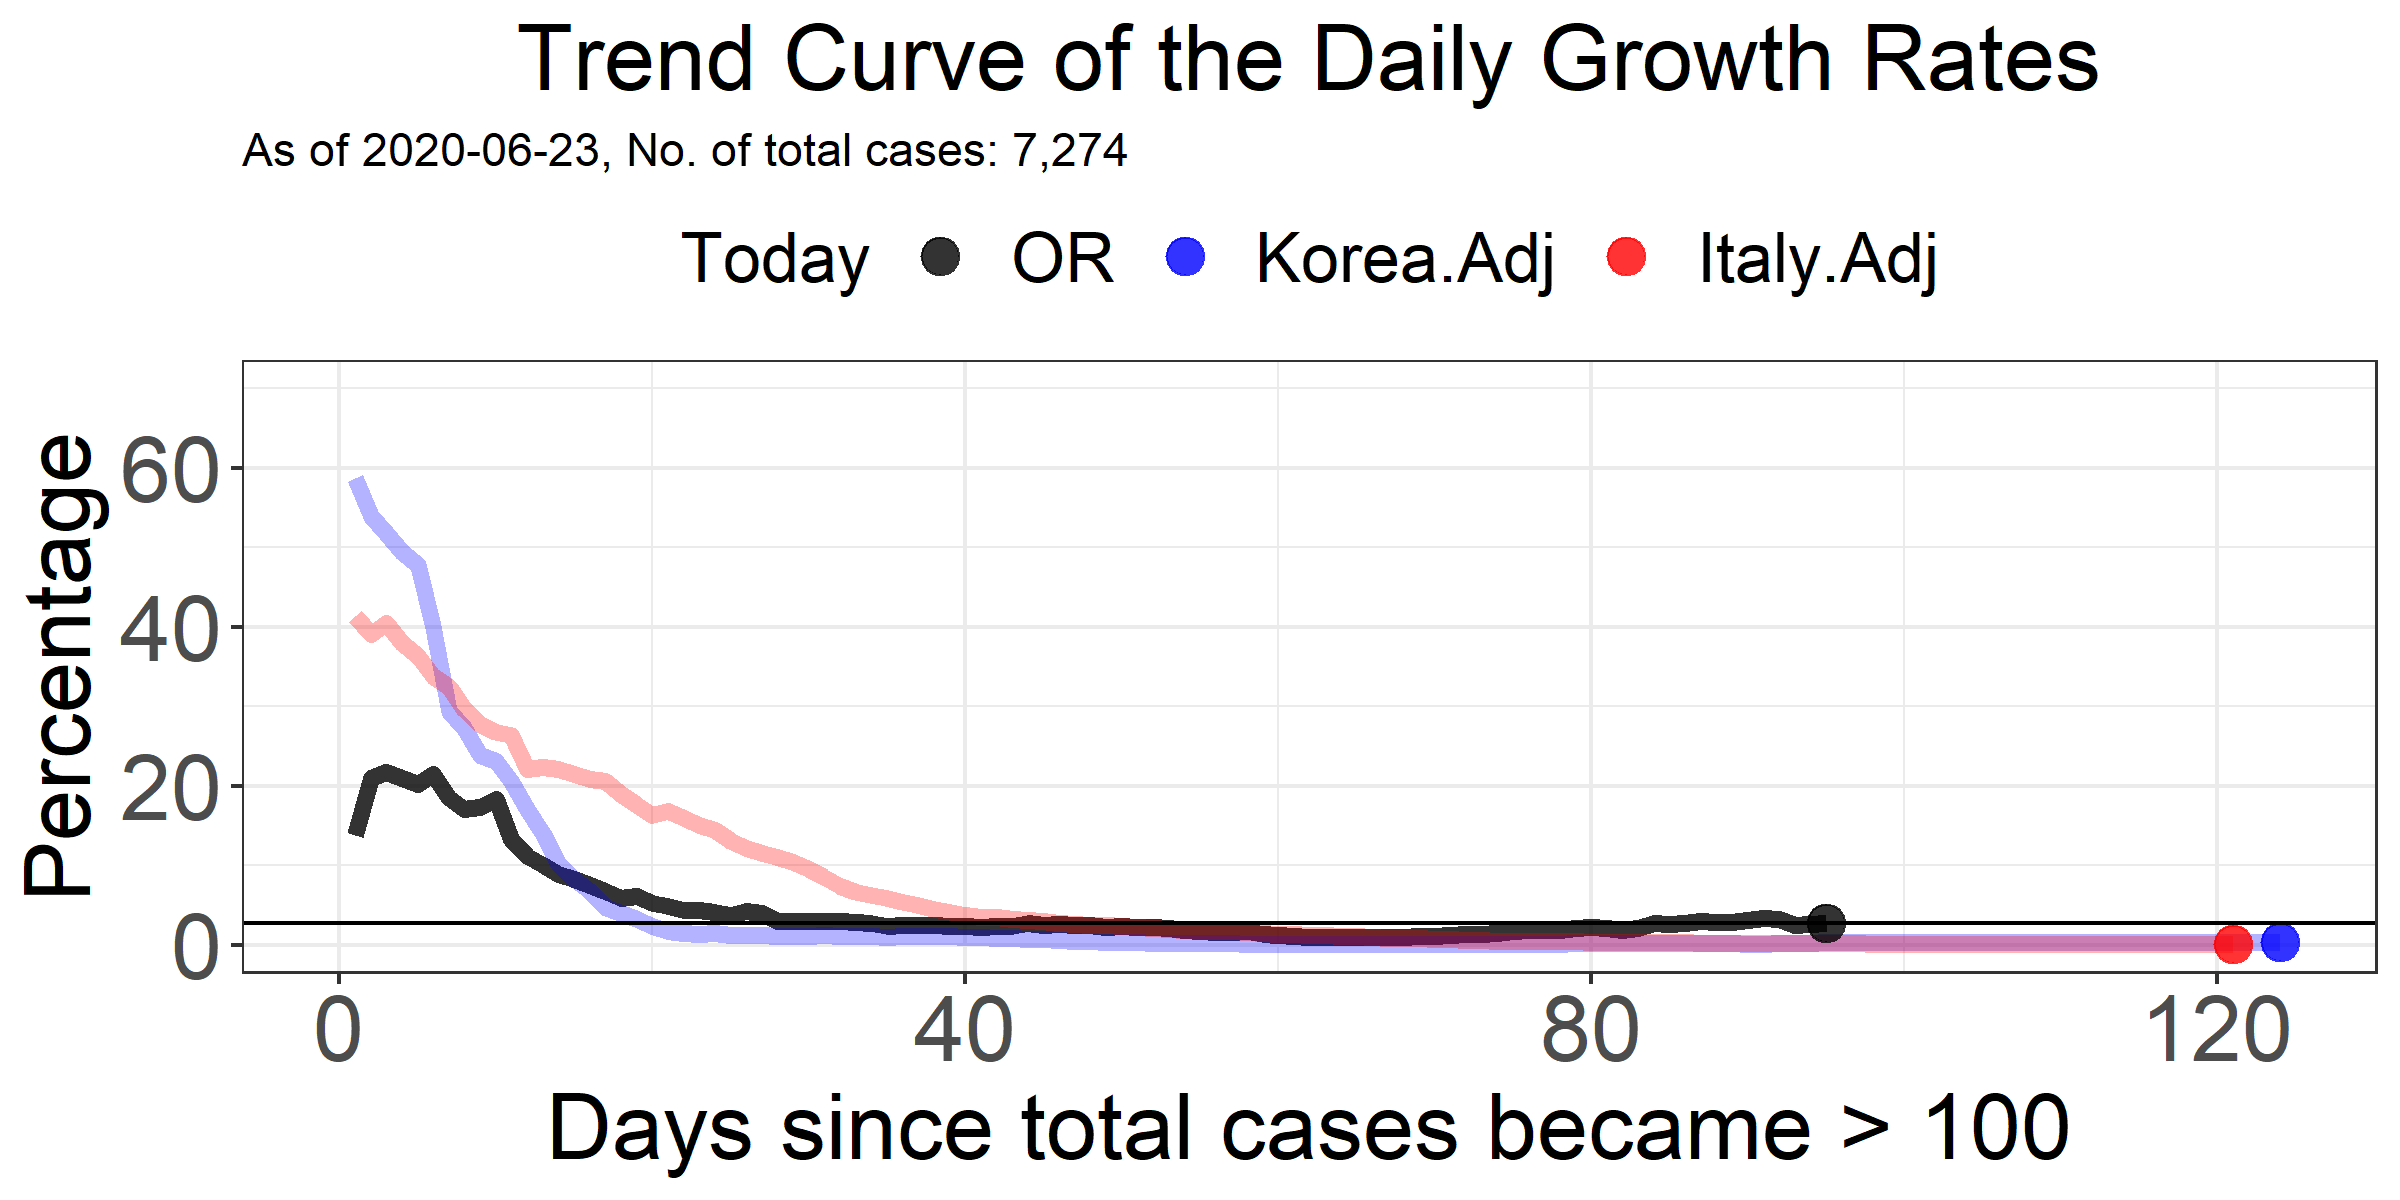 Trend Curve of the Daily Growth Rates
As of 2020-06-23, No. of total cases: 7,274
Today OR Korea.Adj Italy.Adj
Percentage
60
40
20
0
0 40 80 120
Days since total cases became > 100